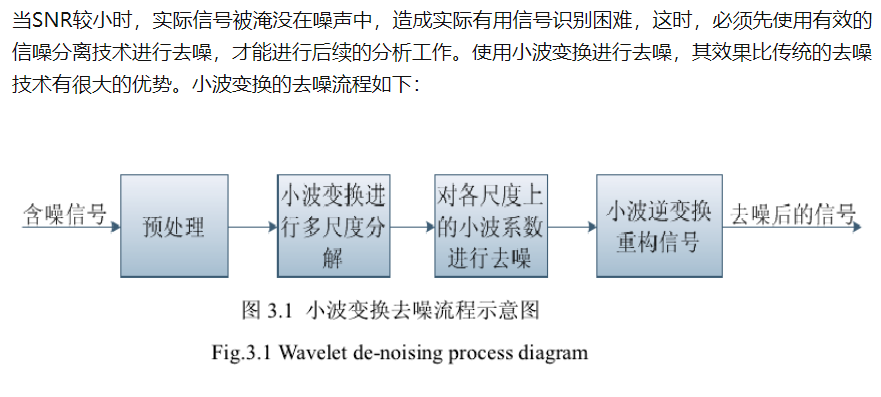 当SNR较小时，实际信号被淹没在噪声中，造成实际有用信号识别困难，这时，必须先使用有效的
信噪分离技术进行去噪，才能进行后续的分析工作。使用小波变换进行去噪，其效果比传统的去噪
技术有很大的优势。小波变换的去噪流程如下：
含噪信号
预处理
小波变换进
行多尺度分
解
对各尺度上
的小波系数
进行去噪
小波逆变换
重构信号
去噪后的信号
图 3.1 小波变换去噪流程示意图
Fig.3.1 Wavelet de-noising process diagram